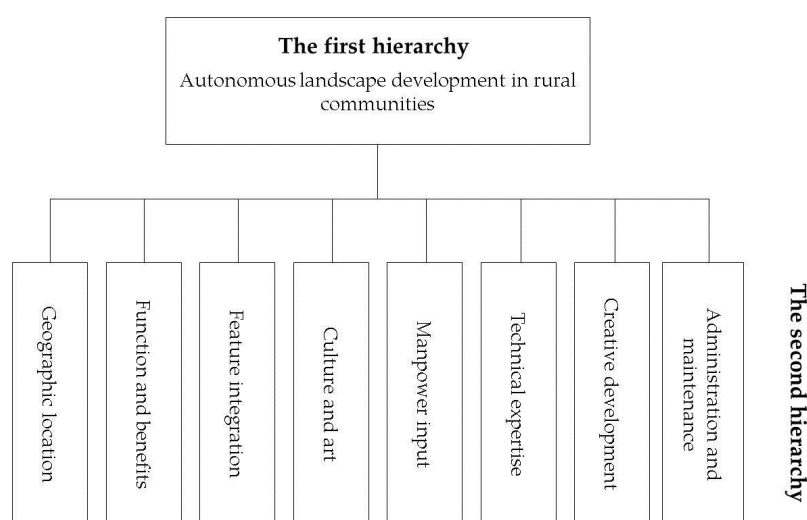 The first hierarchy
Autonomous landscape development in rural
communities
Geographic location
Function and benefits
Feature integration
Culture and art
Manpower input
Technical expertise
Creative development
Administration and
maintenance
The second hierarchy